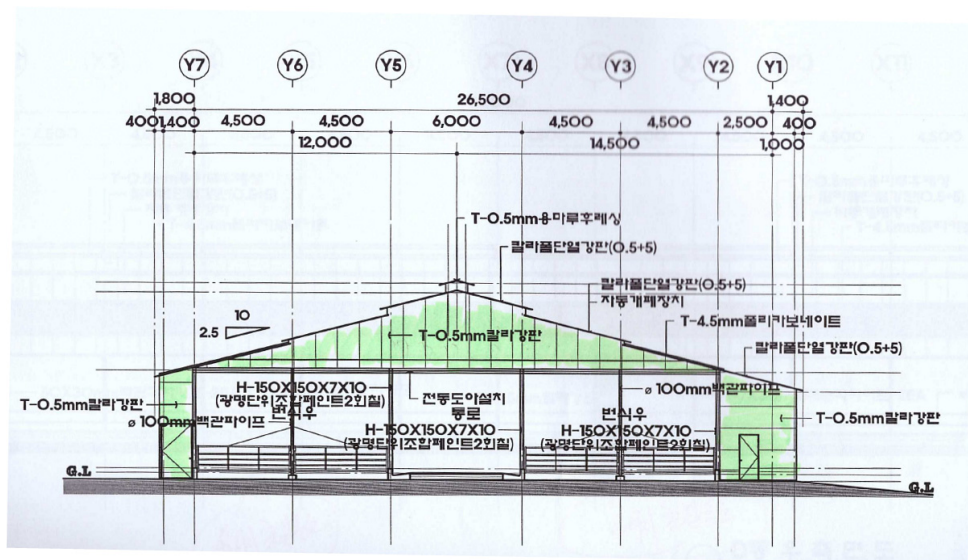 Y7 Y6 Y5 Y4 Y3 Y2 Y1
1,800 26,500 1,400
400 1,400 4,500 4,500 6,000 4,500 4,500 2,500 400
12,000 14,500 1,000
T-0.5mm용마루후레싱
칼라폴단열강판(0.5+5)
칼라폴단열강판(0.5+5)
자동개폐장치
10
2.5
T-0.5mm칼라강판
T-4.5mm폴리카보네이트
칼라폴단열강판(0.5+5)
H-150X150X7X10
(광명단위조합페인트2회칠)
전동도어설치
통로
ø 100mm백관파이프
T-0.5mm칼라강판
번식우
번식우
ø 100mm백관파이프
H-150X150X7X10
(광명단위조합페인트2회칠)
H-150X150X7X10
(광명단위조합페인트2회칠)
T-0.5mm칼라강판
G.L
G.L